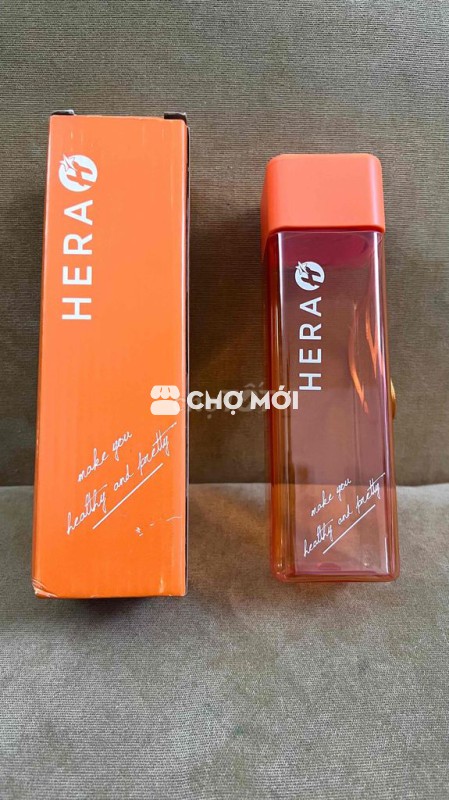 HERA
make you
healthy and pretty
HERA
make you
healthy and pretty
CHỢ MỚI